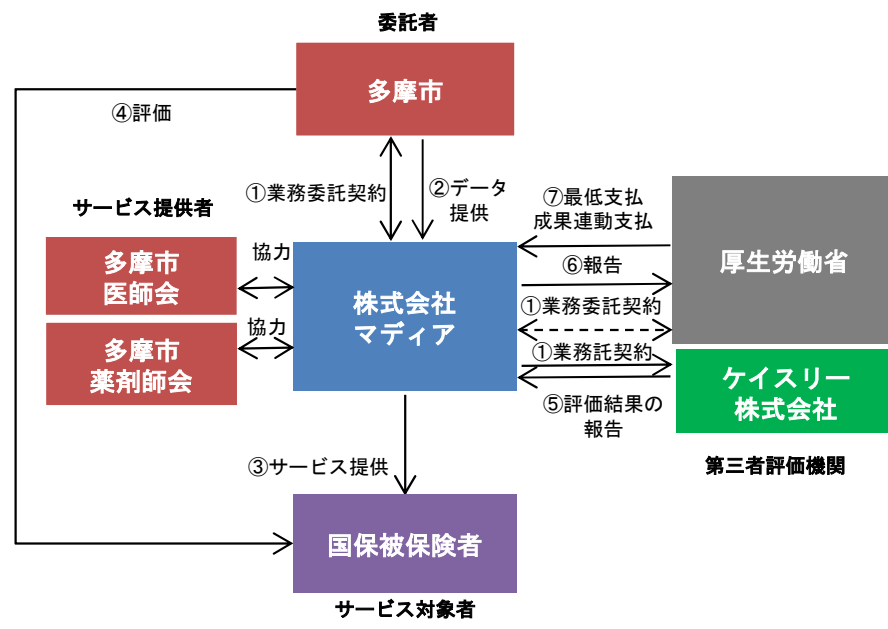 委託者
多摩市
④評価
①業務委託契約
②データ
提供
⑦最低支払
成果連動支払
サービス提供者
多摩市
医師会
協力
株式会社
マディア
⑥報告
厚生労働省
①業務委託契約
多摩市
薬剤師会
協力
①業務託契約
ケイスリー
株式会社
⑤評価結果の
報告
第三者評価機関
③サービス提供
国保被保険者
サービス対象者